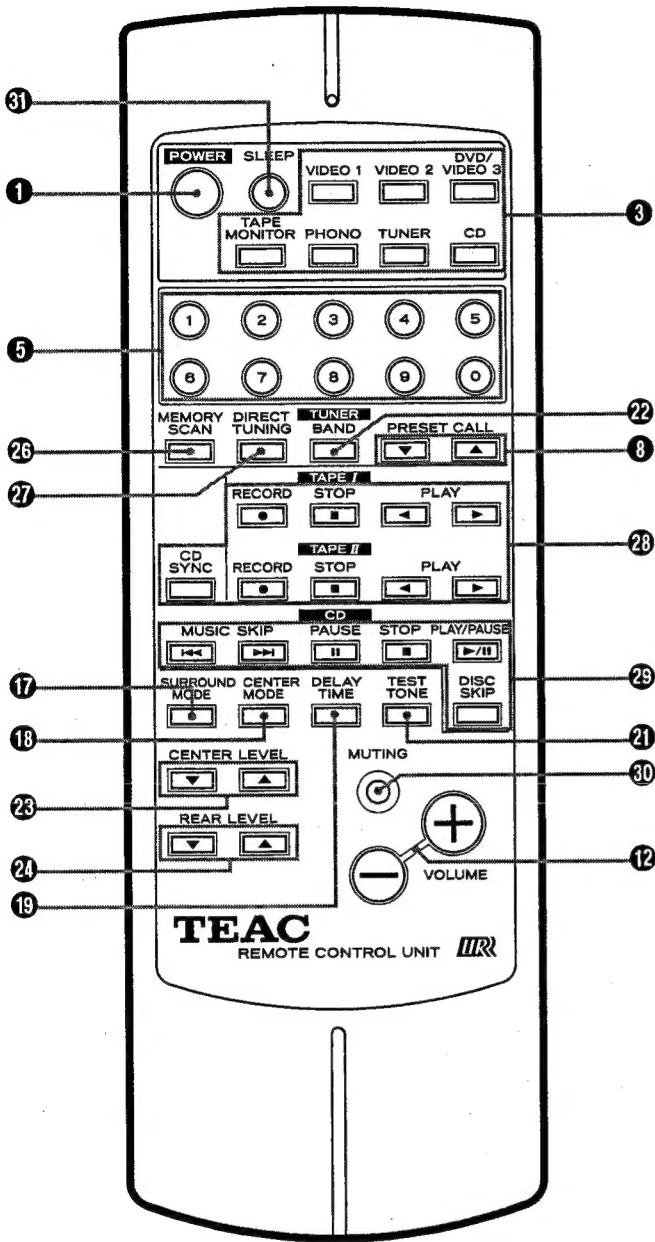 31
POWER SLEEP
VIDEO 1 VIDEO 2 DVD/
VIDEO 3
1
3
TAPE
MONITOR PHONO TUNER CD
1 2 3 4 5
5
6 7 8 9 0
MEMORY
SCAN DIRECT
TUNING TUNER
BAND PRESET CALL
22
26
8
27
TAPE I
RECORD STOP PLAY
28
TAPE II
CD
SYNC RECORD STOP PLAY
CD
MUSIC SKIP PAUSE STOP PLAY/PAUSE
29
17
SURROUND
MODE CENTER
MODE DELAY
TIME TEST
TONE DISC
SKIP
18
21
CENTER LEVEL
MUTING
23
30
REAR LEVEL
24
12
VOLUME
19
TEAC
REMOTE CONTROL UNIT